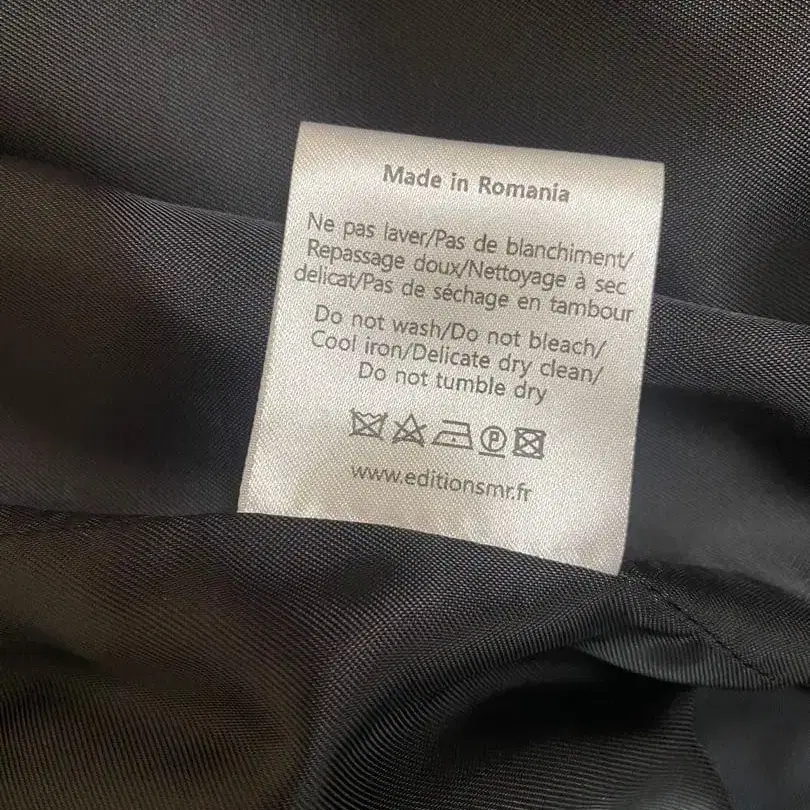 Made in Romania
Ne pas laver/Pas de blanchiment/
Repassage doux/Nettoyage à sec
delicat/Pas de séchage en tambour
Do not wash/Do not bleach/
Cool iron/Delicate dry clean/
Do not tumble dry
P
www.editionsmr.fr